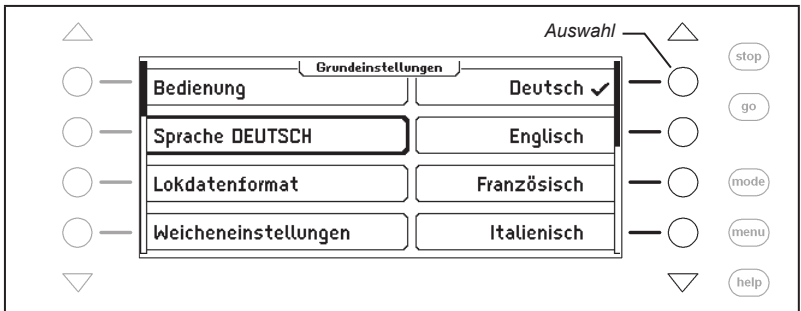 Auswahl
stop
Grundeinstellungen
Bedienung
Deutsch ✓
go
Sprache DEUTSCH
Englisch
Lokdatenformat
Französisch
mode
Weicheneinstellungen
Italienisch
menu
help